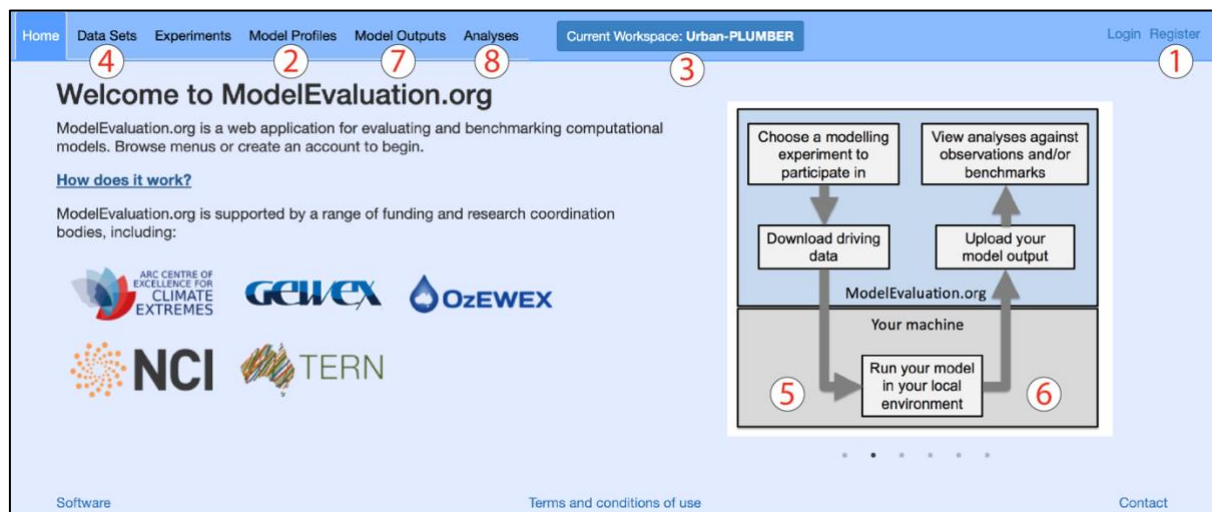 Home Data Sets Experiments Model Profiles Model Outputs Analyses Current Workspace: Urban-PLUMBER Login Register
4 2 7 8 3 1
Welcome to ModelEvaluation.org
ModelEvaluation.org is a web application for evaluating and benchmarking computational
models. Browse menus or create an account to begin.
How does it work?
ModelEvaluation.org is supported by a range of funding and research coordination
bodies, including:
ARC CENTRE OF
EXCELLENCE FOR
CLIMATE
EXTREMES
GEWEX
OzEWEX
NCI
TERN
Choose a modelling
experiment to
participate in
View analyses against
observations and/or
benchmarks
Download driving
data
Upload your
model output
ModelEvaluation.org
Your machine
5
Run your model
in your local
environment
6
Software Terms and conditions of use Contact